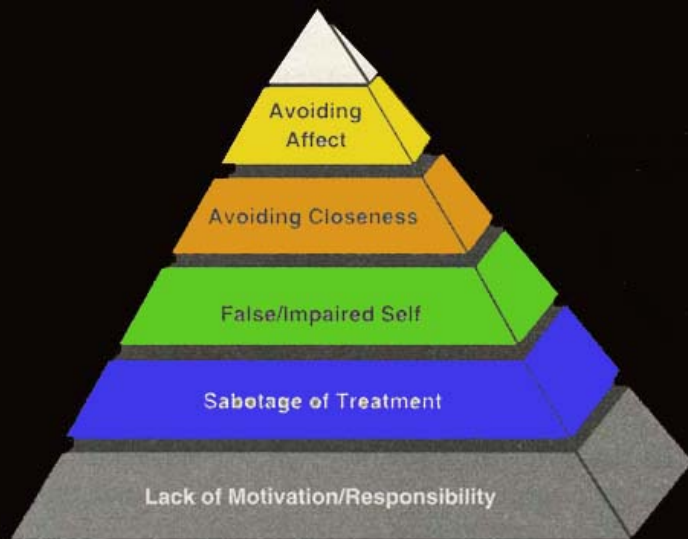 Avoiding
Affect
Avoiding Closeness
False/Impaired Self
Sabotage of Treatment
Lack of Motivation/Responsibility